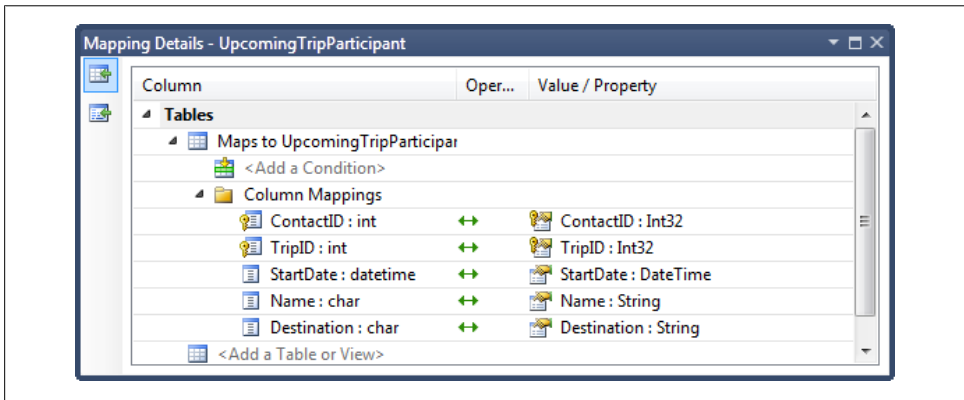 Mapping Details - UpcomingTripParticipant
Column Oper... Value / Property
Tables
Maps to UpcomingTripParticipar
<Add a Condition>
Column Mappings
ContactID : int ContactID : Int32
TripID : int TripID : Int32
StartDate : datetime StartDate : DateTime
Name : char Name : String
Destination : char Destination : String
<Add a Table or View>